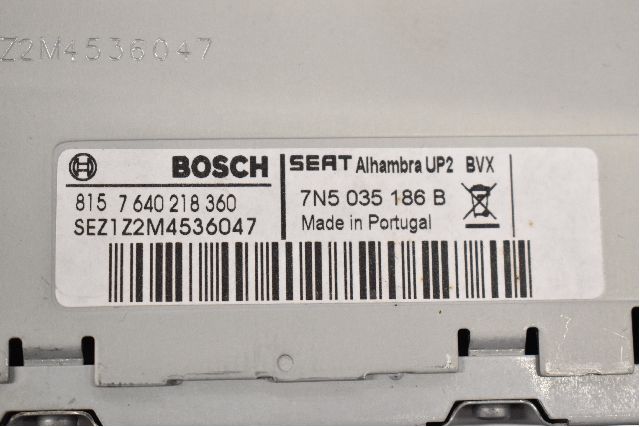 Z2M4536047
BOSCH SEAT Alhambra UP2 BVX
815 7 640 218 360 7N5 035 186 B
SEZ1Z2M4536047 Made in Portugal